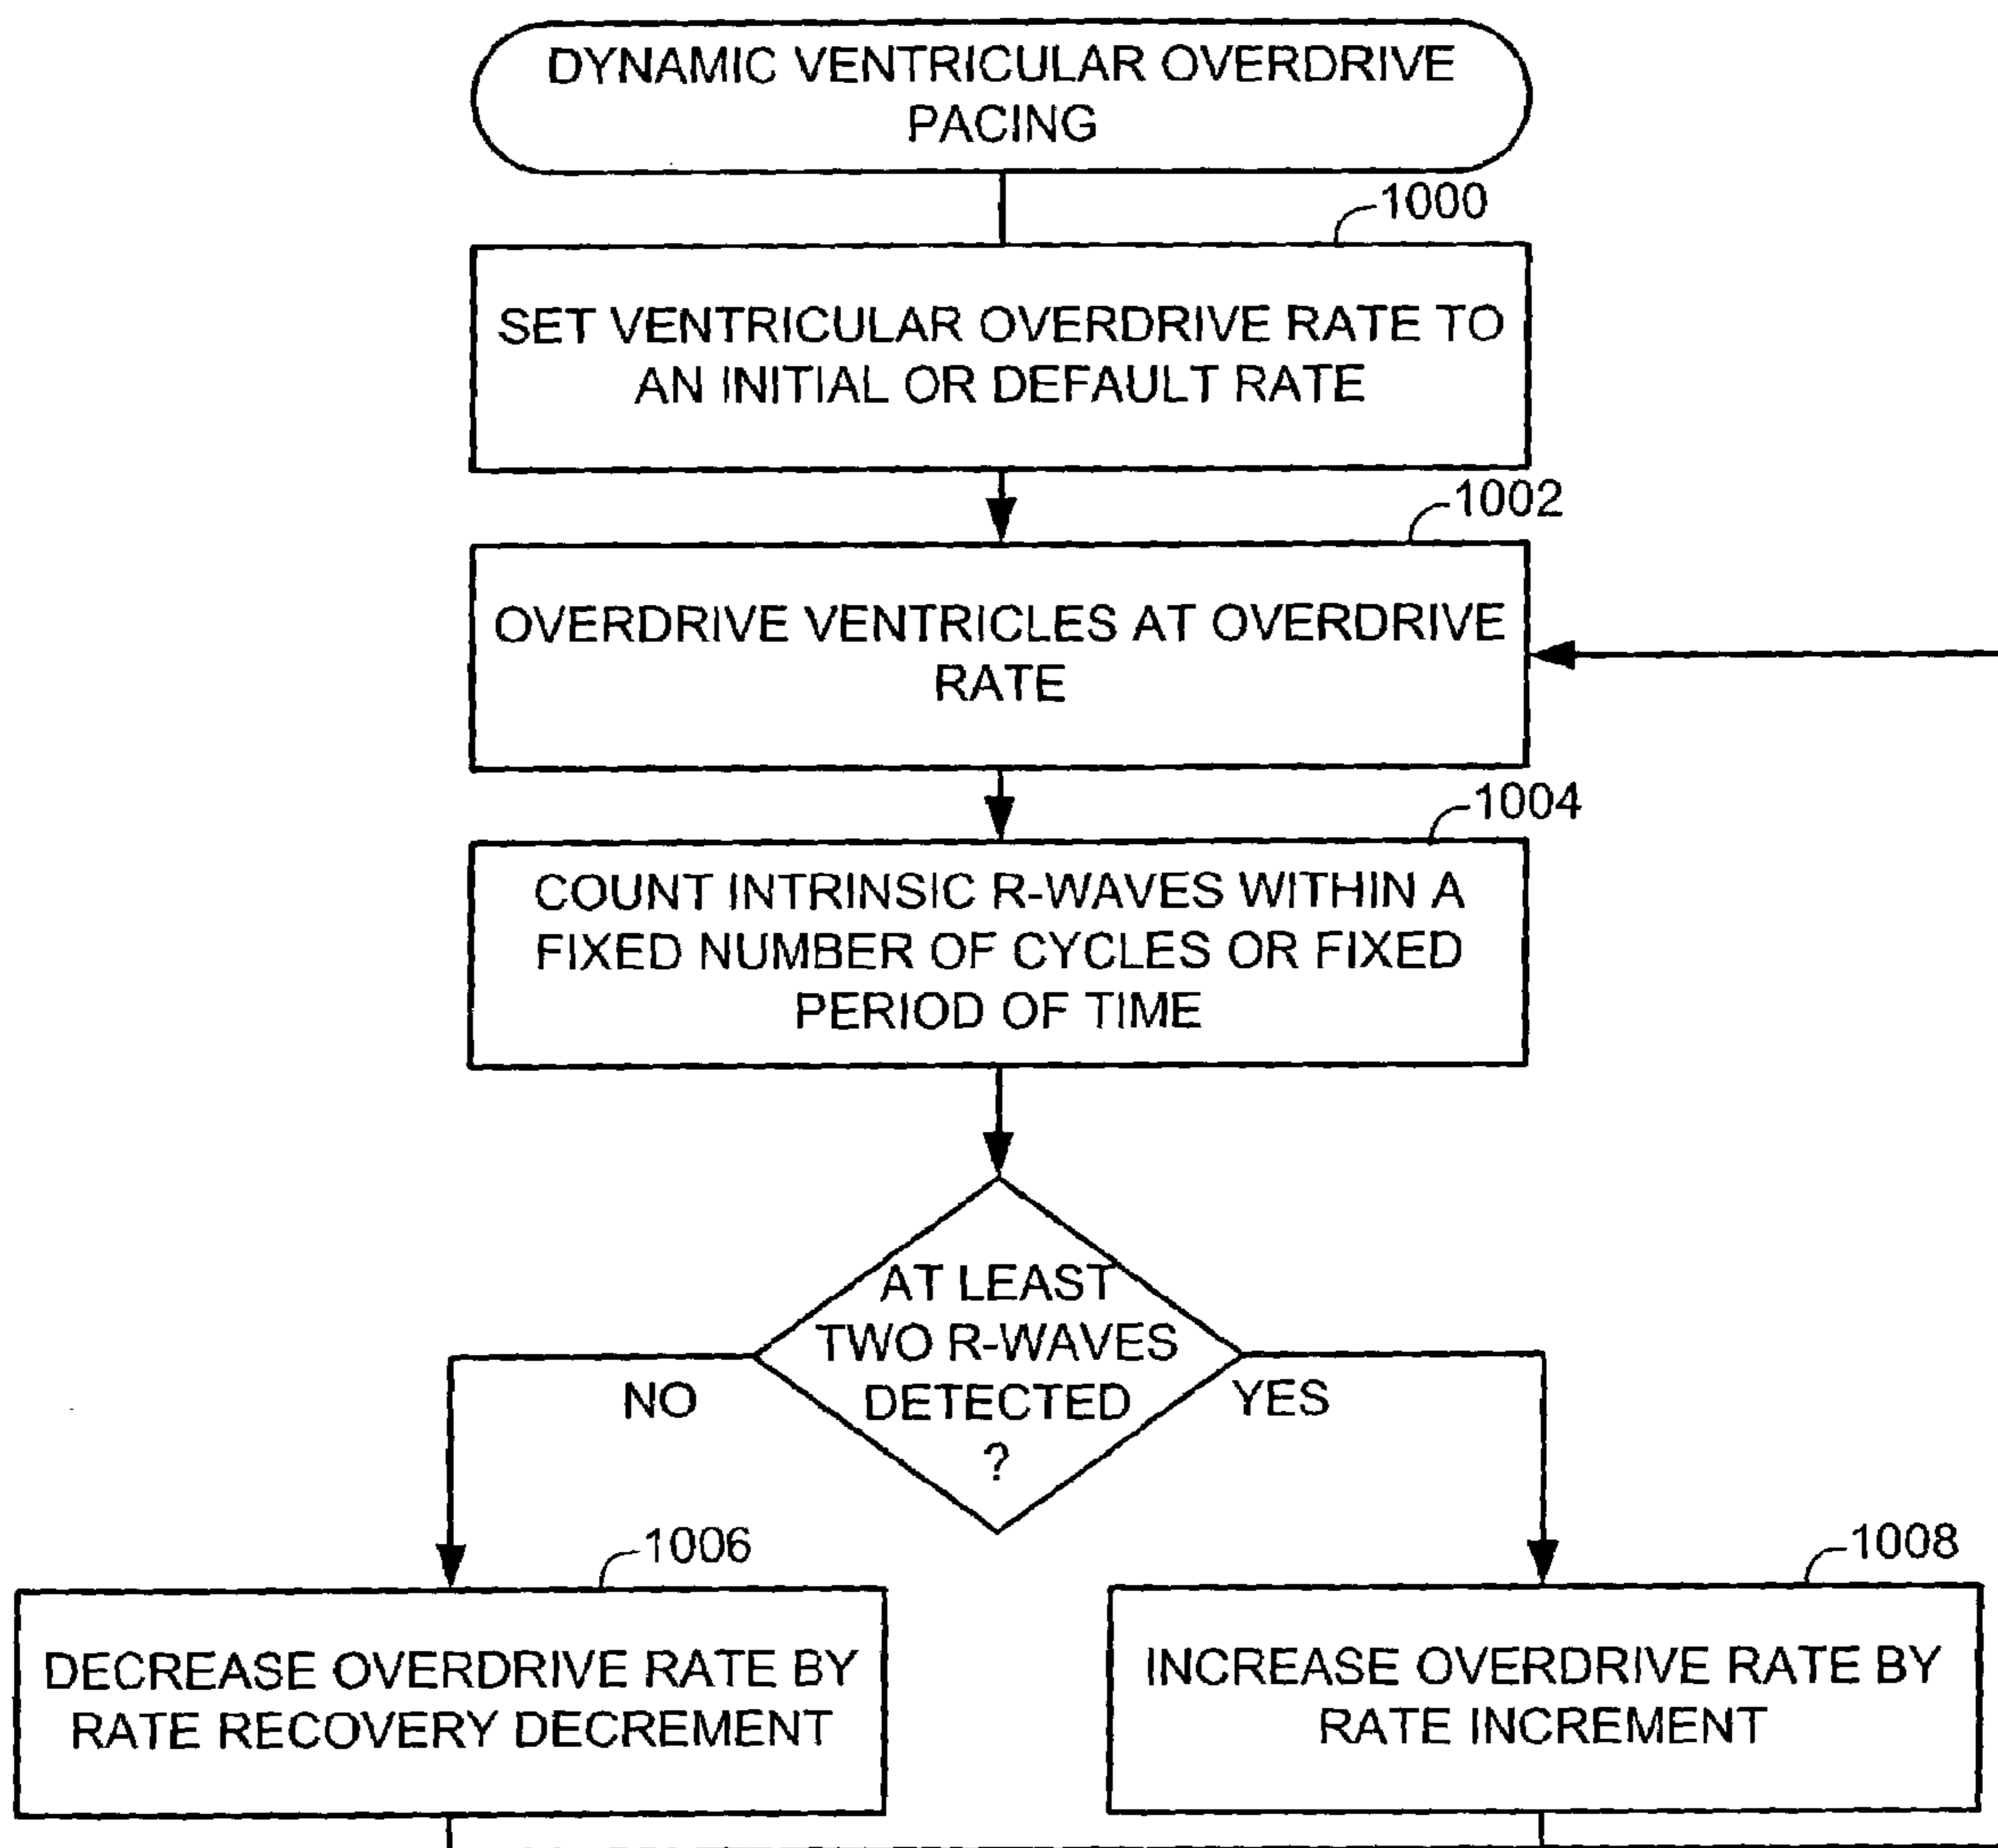 DYNAMIC VENTRICULAR OVERDRIVE
PACING
1000
SET VENTRICULAR OVERDRIVE RATE TO
AN INITIAL OR DEFAULT RATE
1002
OVERDRIVE VENTRICLES AT OVERDRIVE
RATE
1004
COUNT INTRINSIC R-WAVES WITHIN A
FIXED NUMBER OF CYCLES OR FIXED
PERIOD OF TIME
AT LEAST
TWO R-WAVES
DETECTED
?
NO
YES
1006
DECREASE OVERDRIVE RATE BY
RATE RECOVERY DECREMENT
1008
INCREASE OVERDRIVE RATE BY
RATE INCREMENT